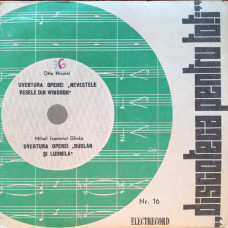 6
Otto Nicolai
UVERTURA OPEREI „NEVESTELE
VESELE DIN WINDSOR"
Mihail Ivanovici Glinka
UVERTURA OPEREI "RUSLAN
ȘI LUDMILA"
Nr. 16
ELECTRECORD
„discoteca pentru toți"